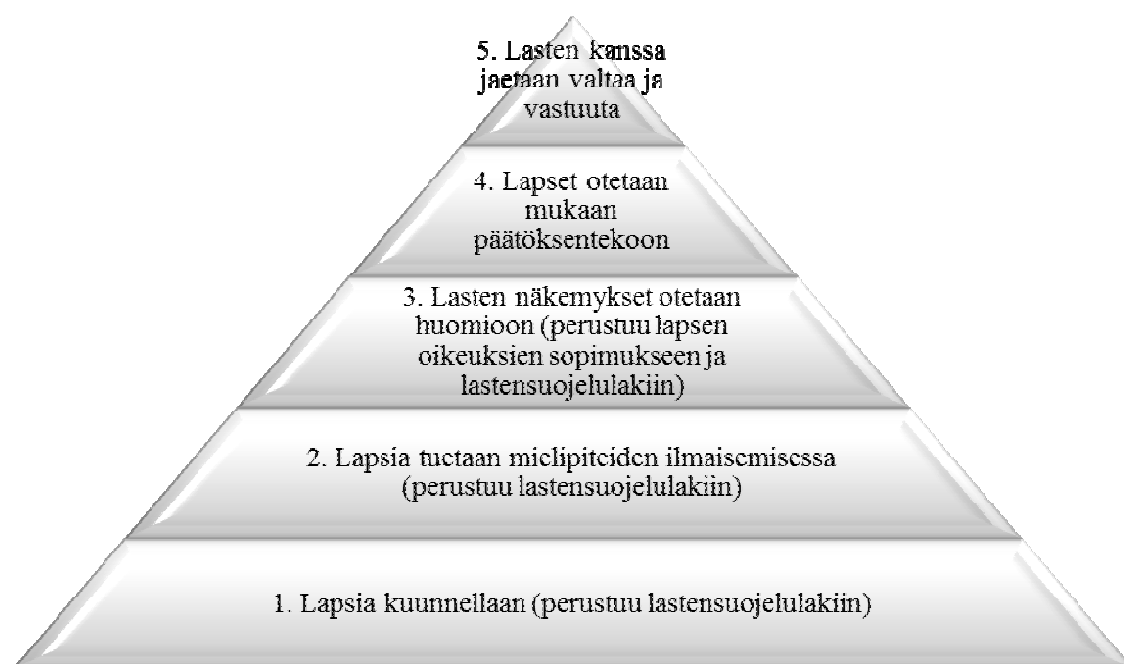 5. Lasten kanssa
jaetaan valtaa ja
vastuuta
4. Lapset otetaan
mukaan
päätöksentekoon
3. Lasten näkemykset otetaan
huomioon (perustuu lapsen
oikeuksien sopimukseen ja
lastensuojelulakiin)
2. Lapsia tuetaan mielipiteiden ilmaisemisessa
(perustuu lastensuojelulakiin)
1. Lapsia kuunnellaan (perustuu lastensuojelulakiin)